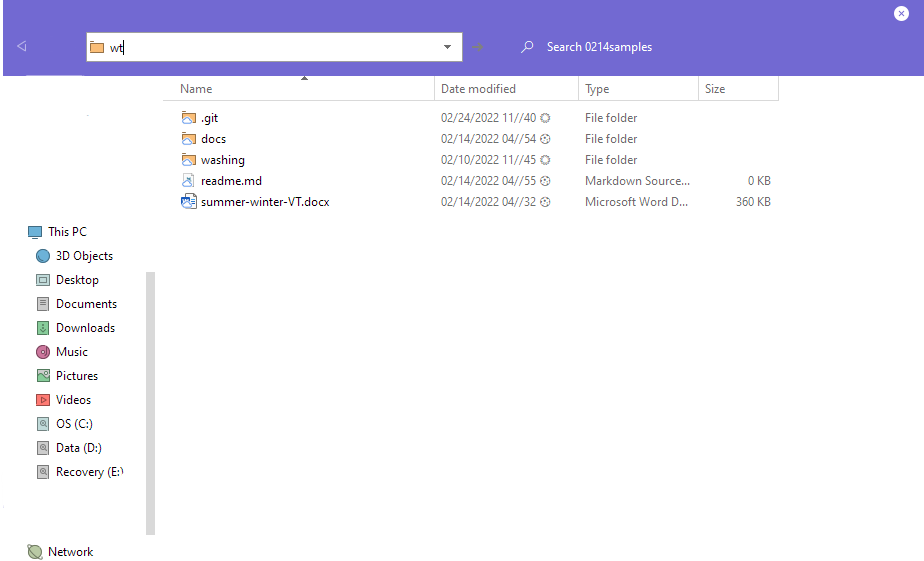 wt
Search 0214samples
Name Date modified Type Size
.git 02/24/2022 11//40 File folder
docs 02/14/2022 04//54 File folder
washing 02/10/2022 11//45 File folder
readme.md 02/14/2022 04//55 Markdown Source... 0 KB
summer-winter-VT.docx 02/14/2022 04//32 Microsoft Word D... 360 KB
This PC
3D Objects
Desktop
Documents
Downloads
Music
Pictures
Videos
OS (C:)
Data (D:)
Recovery (E:)
Network